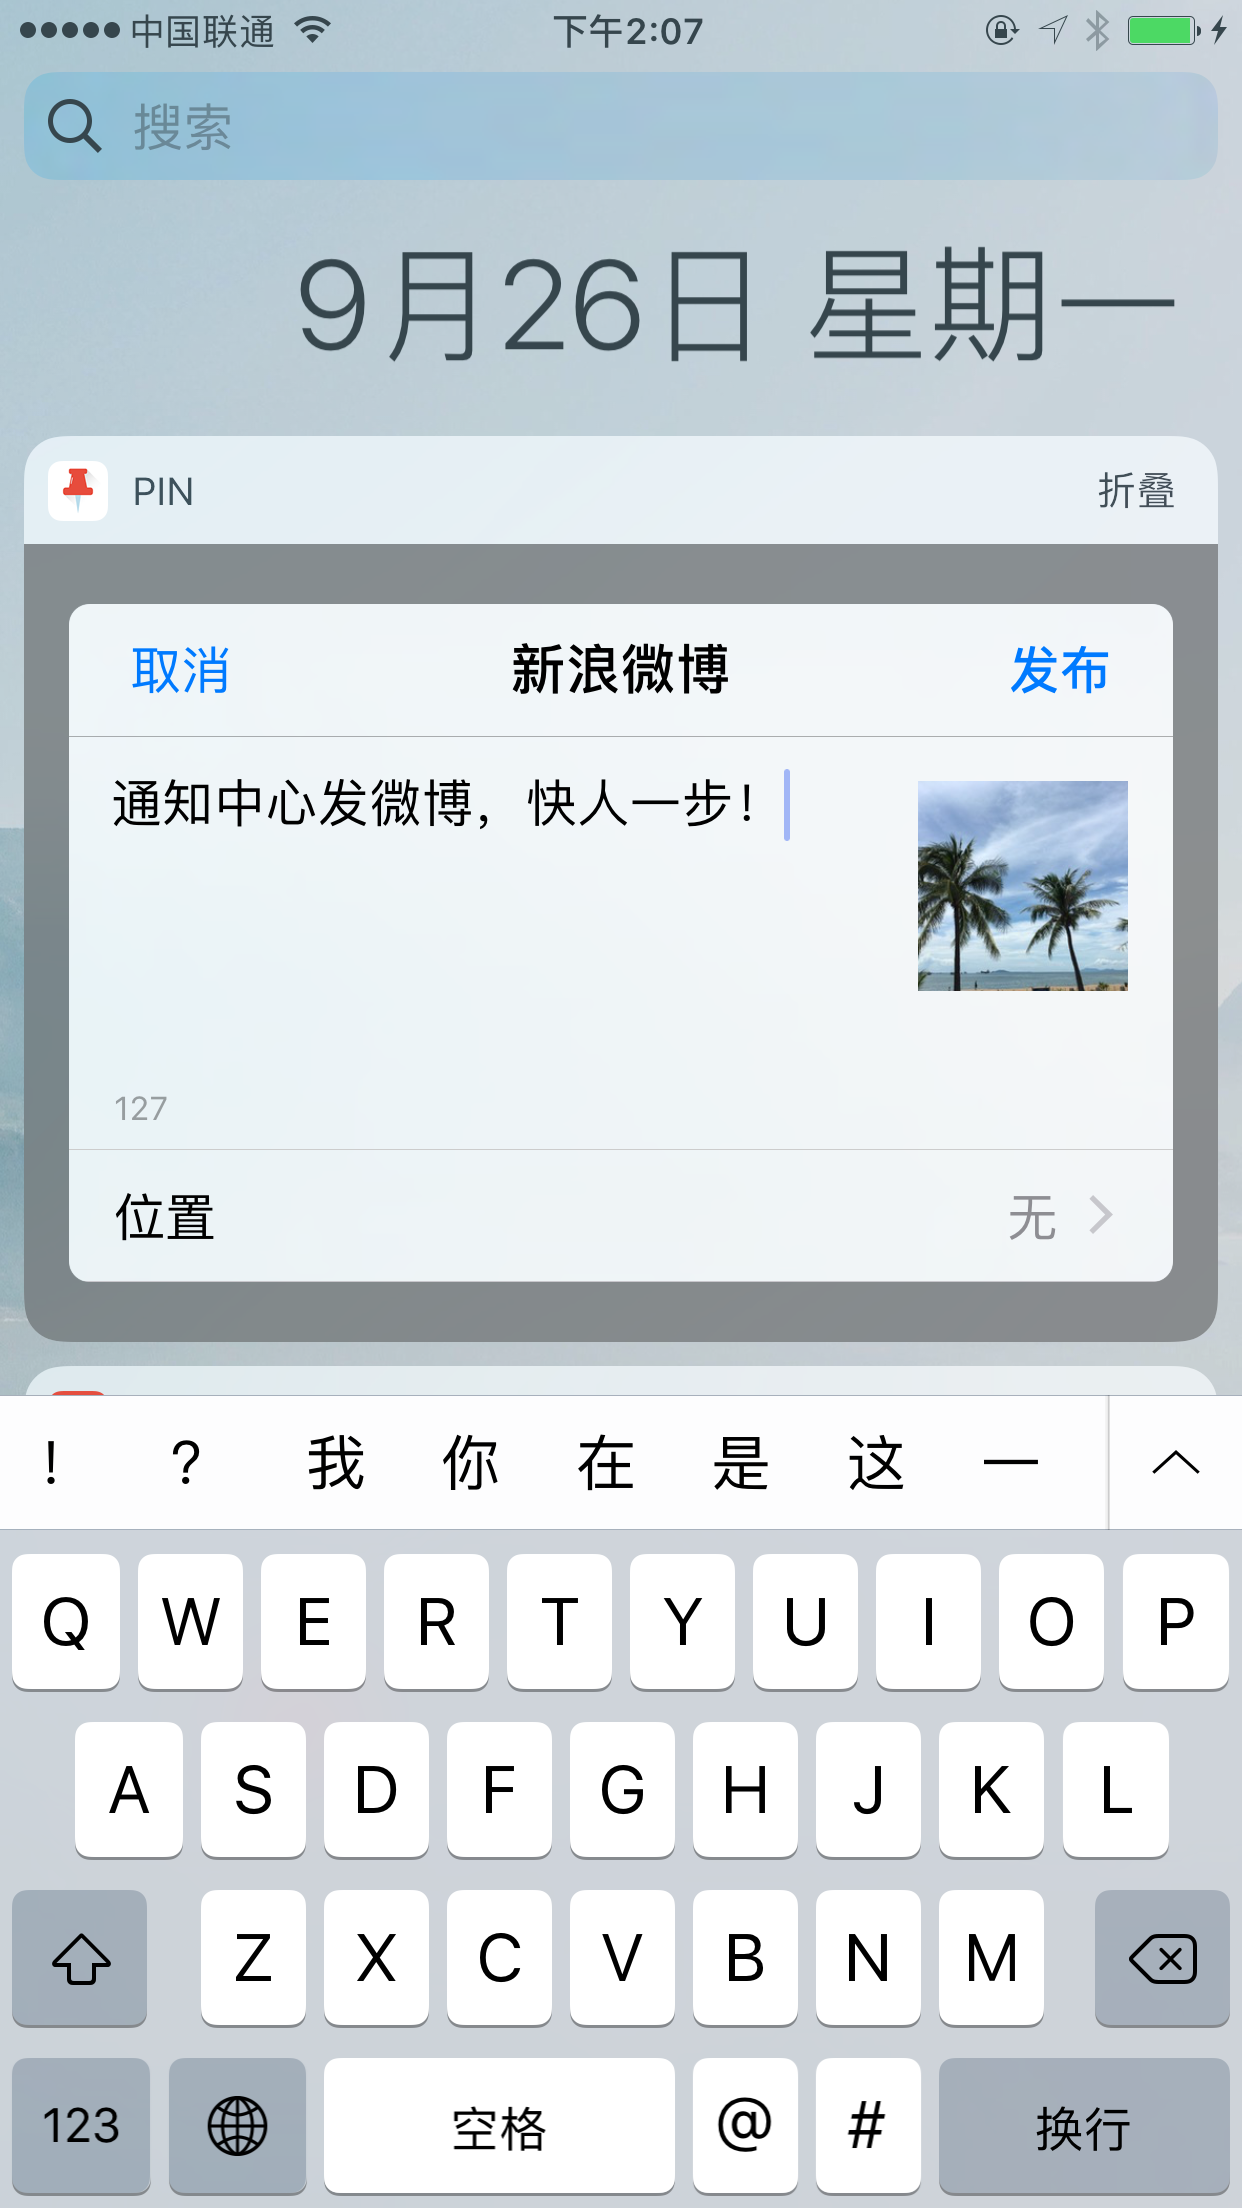 中国联通 下午2:07
搜索
9月26日 星期一
PIN 折叠
取消 新浪微博 发布
通知中心发微博，快人一步！
127
位置 无
！ ？ 我 你 在 是 这 一
Q W E R T Y U I O P
A S D F G H J K L
Z X C V B N M
123 空格 @ # 换行